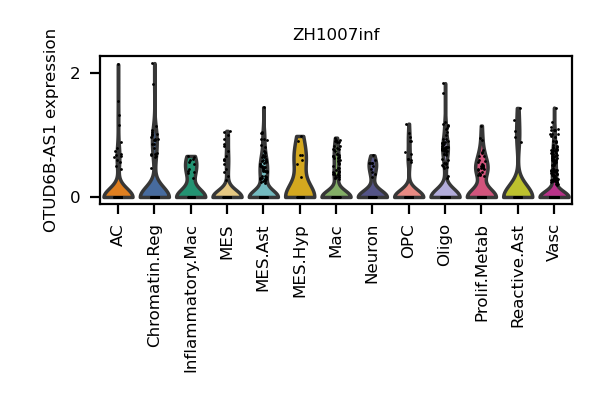 ZH1007inf
OTUD6B-AS1 expression
2
0
AC
Chromatin.Reg
Inflammatory.Mac
MES
MES.Ast
MES.Hyp
Mac
Neuron
OPC
Oligo
Prolif.Metab
Reactive.Ast
Vasc